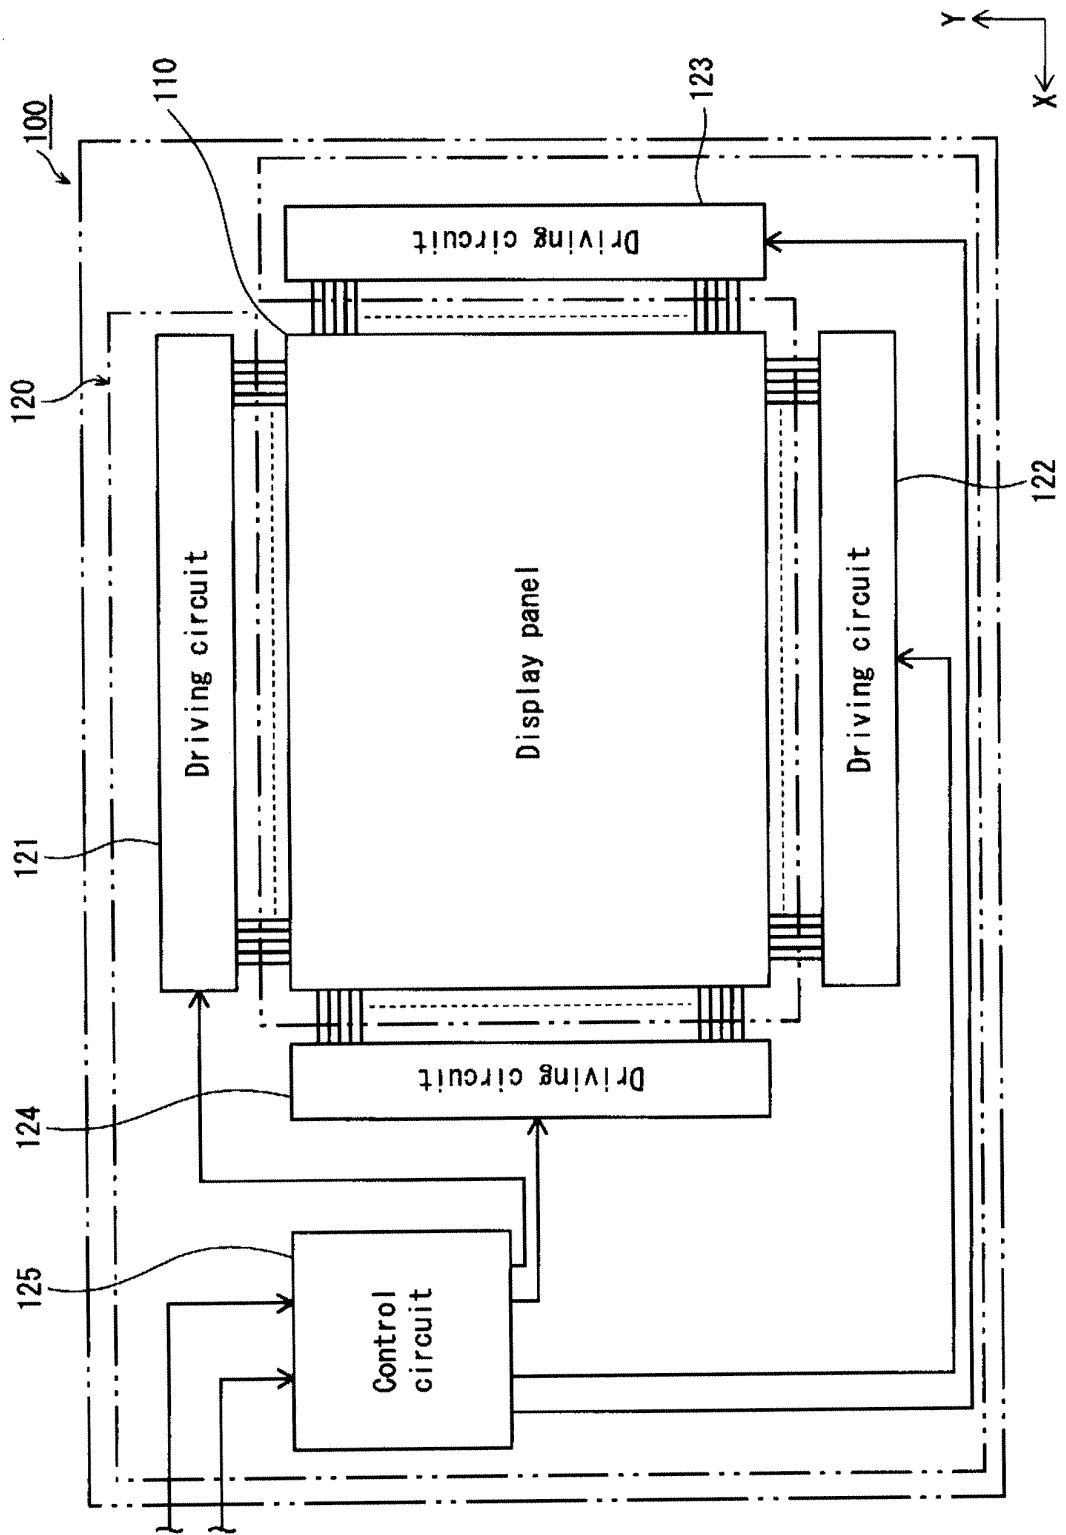 100
110
123
Driving circuit
120
121
Driving circuit
Display panel
Driving circuit
122
124
Driving circuit
125
Control
circuit
Y
X